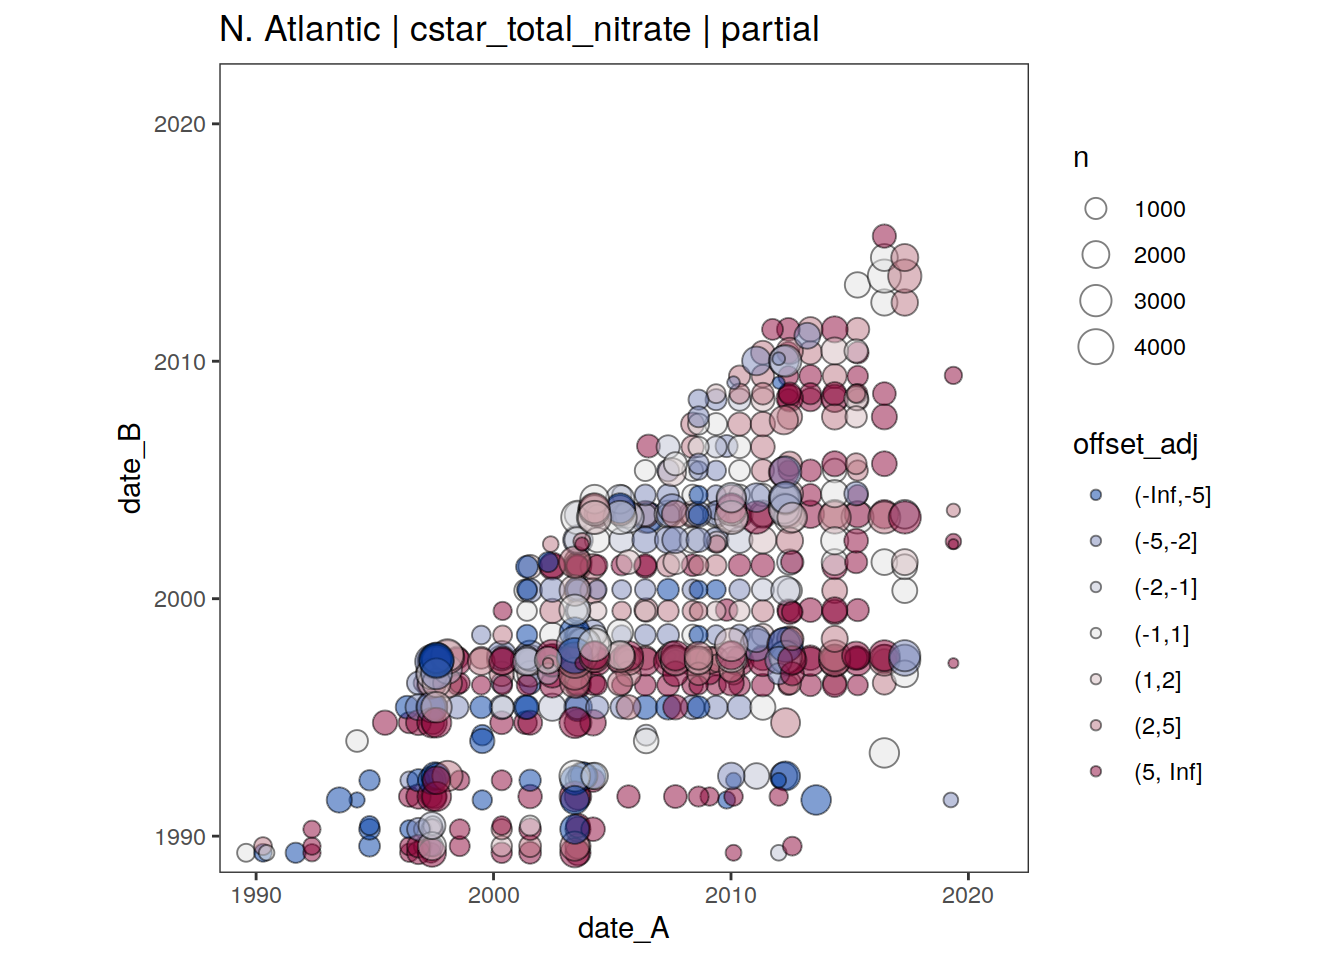 N. Atlantic | cstar_total_nitrate | partial
2020
2010
2000
1990
date_B
1990
2000
2010
2020
date_A
n
1000
2000
3000
4000
offset_adj
(-Inf,-5]
(-5,-2]
(-2,-1]
(-1,1]
(1,2]
(2,5]
(5, Inf]